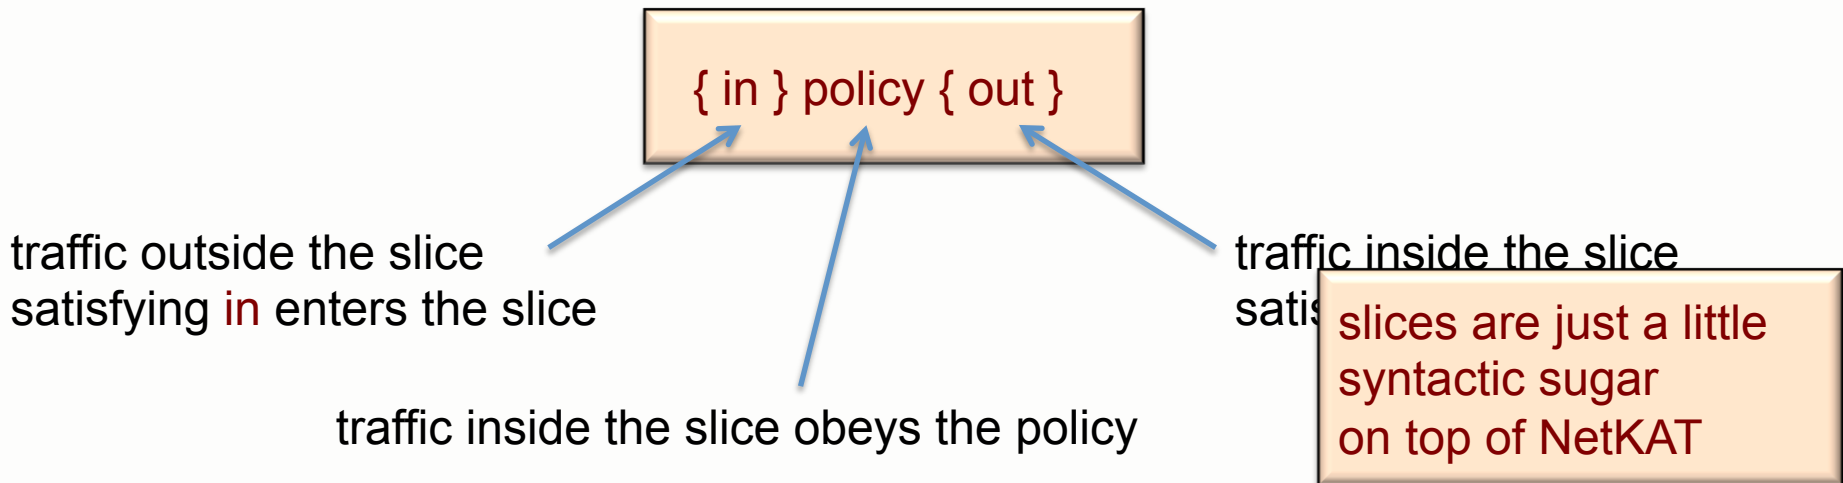 { in } policy { out }
traffic outside the slice
satisfying in enters the slice
traffic inside the slice
slices are just a little
syntactic sugar
on top of NetKAT
traffic inside the slice obeys the policy